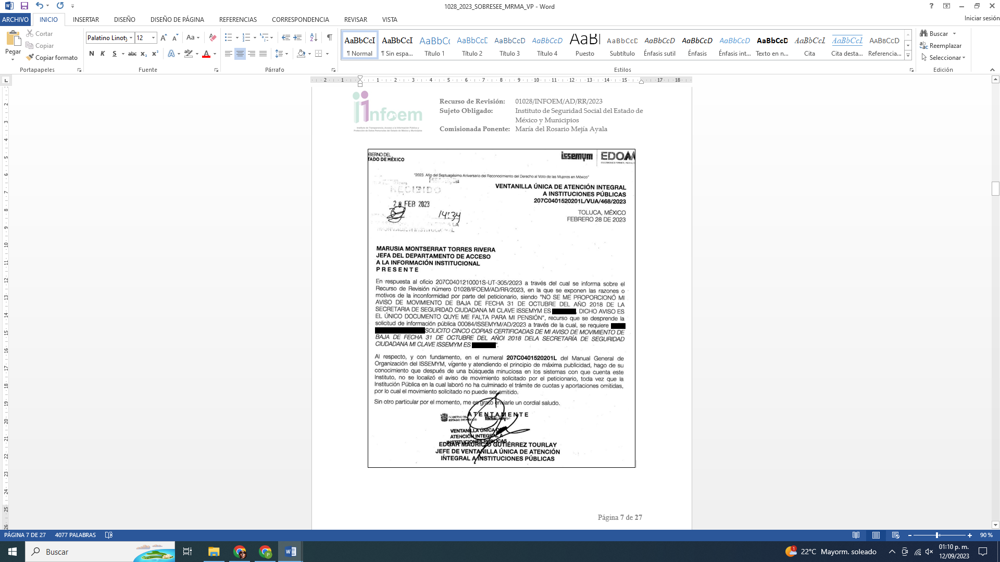 1028_2023_SOBRESEE_MRMA_VP - Word
ARCHIVO INICIO INSERTAR DISEÑO DISEÑO DE PÁGINA REFERENCIAS CORRESPONDENCIA REVISAR VISTA
Iniciar sesión
Pegar
Cortar
Copiar
Copiar formato
Portapapeles
Palatino Linoty 12
Fuente
Párrafo
AaBbCcI AaBbCcI AaBbCc AaBbCcD AaBbCcD AaBbCcD AaBl AaBbCcD AaBbCcD AaBbCcD AaBbCcD AaBbCcD AaBbCcI AaBbCcI AaBbCcD
¶ Normal ¶ Sin espa... Título 1 Título 2 Título 3 Título 4 Puesto Subtítulo Énfasis sutil Énfasis Énfasis int... Texto en n... Cita Cita desta... Referencia...
Estilos
Buscar
Reemplazar
Seleccionar
Edición
2 1 1 2 3 4 5 6 7 8 9 10 11 12 13 14 15 17 18
infoem
Instituto de Transparencia, Acceso a la Información Pública y
Protección de Datos Personales del Estado de México y Municipios
Recurso de Revisión: 01028/INFOEM/AD/RR/2023
Sujeto Obligado: Instituto de Seguridad Social del Estado de
México y Municipios
Comisionada Ponente: María del Rosario Mejía Ayala
BIERNO DEL
TADO DE MÉXICO
issemym EDOM
"2023. Año del Septuagésimo Aniversario del Reconocimiento del Derecho al Voto de las Mujeres en México"
RECIBIDO
28 FEB 2023
14:34
VENTANILLA ÚNICA DE ATENCIÓN INTEGRAL
A INSTITUCIONES PÚBLICAS
207C0401520201L/VUA/468/2023
TOLUCA, MÉXICO
FEBRERO 28 DE 2023
MARUSIA MONTSERRAT TORRES RIVERA
JEFA DEL DEPARTAMENTO DE ACCESO
A LA INFORMACIÓN INSTITUCIONAL
P R E S E N T E
En respuesta al oficio 207C0401210001S-UT-305/2023 a través del cual se informa sobre el
Recurso de Revisión número 01028/IFOEM/AD/RR/2023, en la que se exponen las razones o
motivos de la inconformidad por parte del peticionario, siendo "NO SE ME PROPORCIONÓ MI
AVISO DE MOVIMIENTO DE BAJA DE FECHA 31 DE OCTUBRE DEL AÑO 2018 DE LA
SECRETARIA DE SEGURIDAD CIUDADANA MI CLAVE ISSEMYM ES , DICHO AVISO ES
EL ÚNICO DOCUMENTO QUYE ME FALTA PARA MI PENSIÓN", recurso que se desprende la
solicitud de información pública 00084/ISSEMYM/AD/2023 a través de la cual, se requiere
SOLICITO CINCO COPIAS CERTIFICADAS DE MI AVISO DE MOVIMIENTO DE
BAJA DE FECHA 31 DE OCTUBRE DEL AÑOI 2018 DELA SECRETARÍA DE SEGURIDAD
CIUDADANA MI CLAVE ISSEMYM ES ".
Al respecto, y con fundamento, en el numeral 207C0401520201L del Manual General de
Organización del ISSEMYM, vigente y atendiendo el principio de máxima publicidad, hago de su
conocimiento que después de una búsqueda minuciosa en los sistemas con que cuenta este
Instituto, no se localizó el aviso de movimiento solicitado por el peticionario, toda vez que la
Institución Pública en la cual laboró no ha culminado el trámite de cuotas y aportaciones omitidas,
por lo cual el movimiento solicitado no puede ser emitido.
Sin otro particular por el momento, me es grato enviarle un cordial saludo.
A T E N T A M E N T E
GOBIERNO DEL
ESTADO DE MÉXICO
VENTANILLA ÚNICA DE
ATENCIÓN INTEGRAL A
INSTITUCIONES PÚBLICAS
EDGAR MAURICIO GUTIÉRREZ TOURLAY
JEFE DE VENTANILLA ÚNICA DE ATENCIÓN
INTEGRAL A INSTITUCIONES PÚBLICAS
Página 7 de 27
PÁGINA 7 DE 27 4077 PALABRAS
90 %
Buscar
22°C Mayorm. soleado
01:10 p. m.
12/09/2023